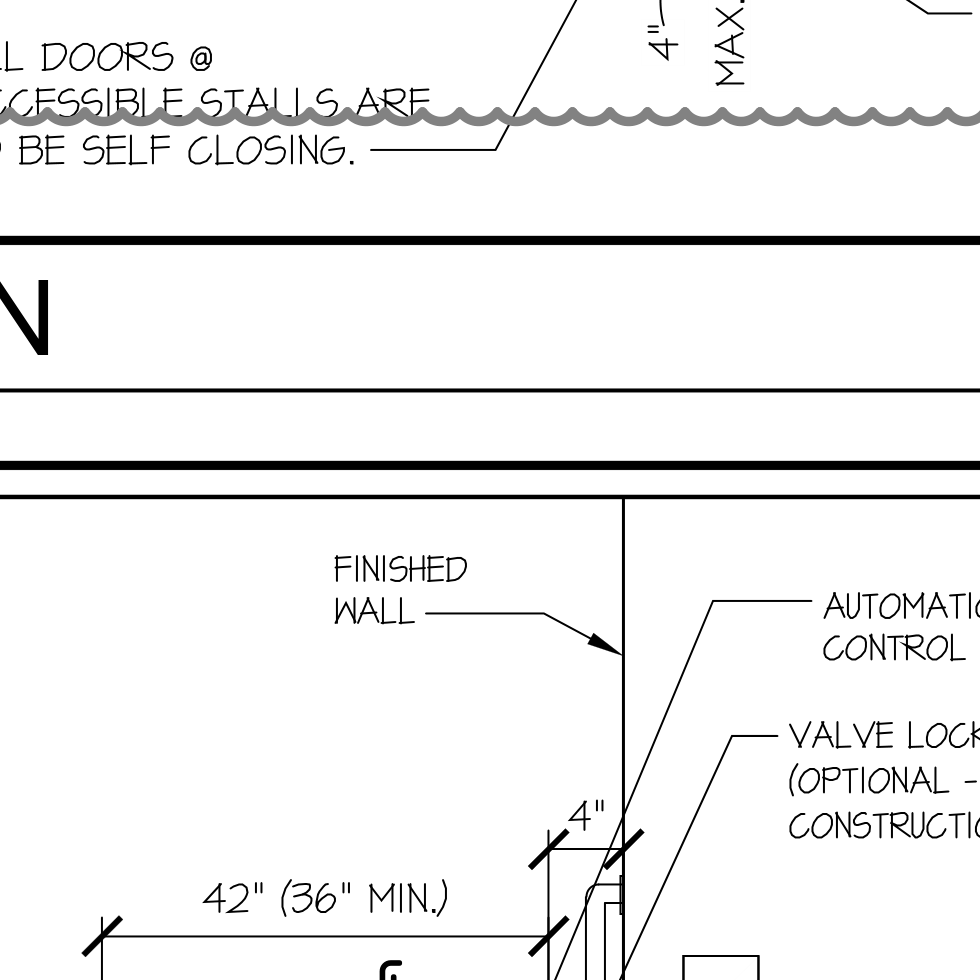 DOORS @
ACCESSIBLE STALLS ARE
BE SELF CLOSING.
4"
MAX.
N
FINISHED
WALL
AUTOMATIC
CONTROL
VALVE LOCK
(OPTIONAL -
CONSTRUCTIO
4"
42" (36" MIN.)